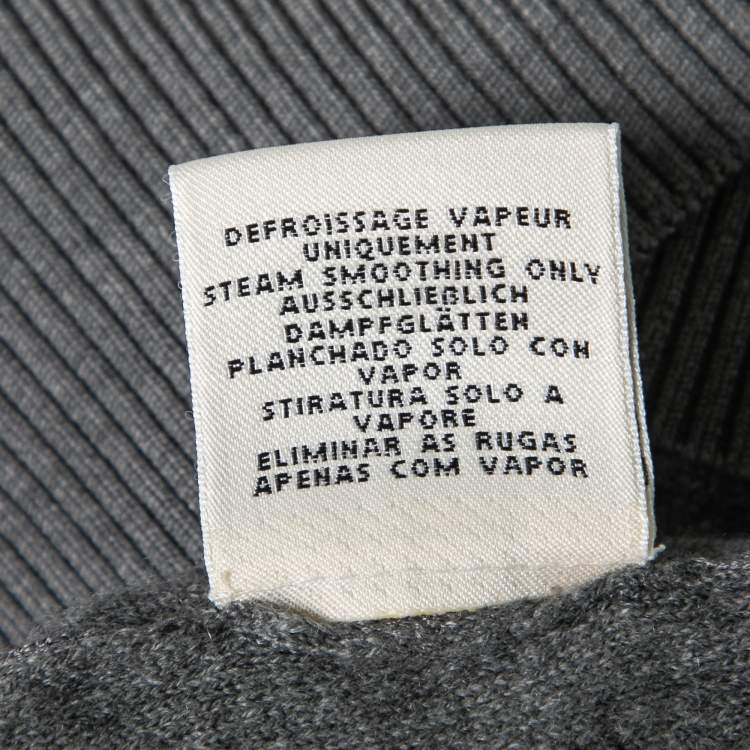 DEFROISSAGE VAPEUR
UNIQUEMENT
STEAM SMOOTHING ONLY
AUSSCHLIEßLICH
DAMPFGLÄTTEN
PLANCHADO SOLO CON
VAPOR
STIRATURA SOLO A
VAPORE
ELIMINAR AS RUGAS
APENAS COM VAPOR